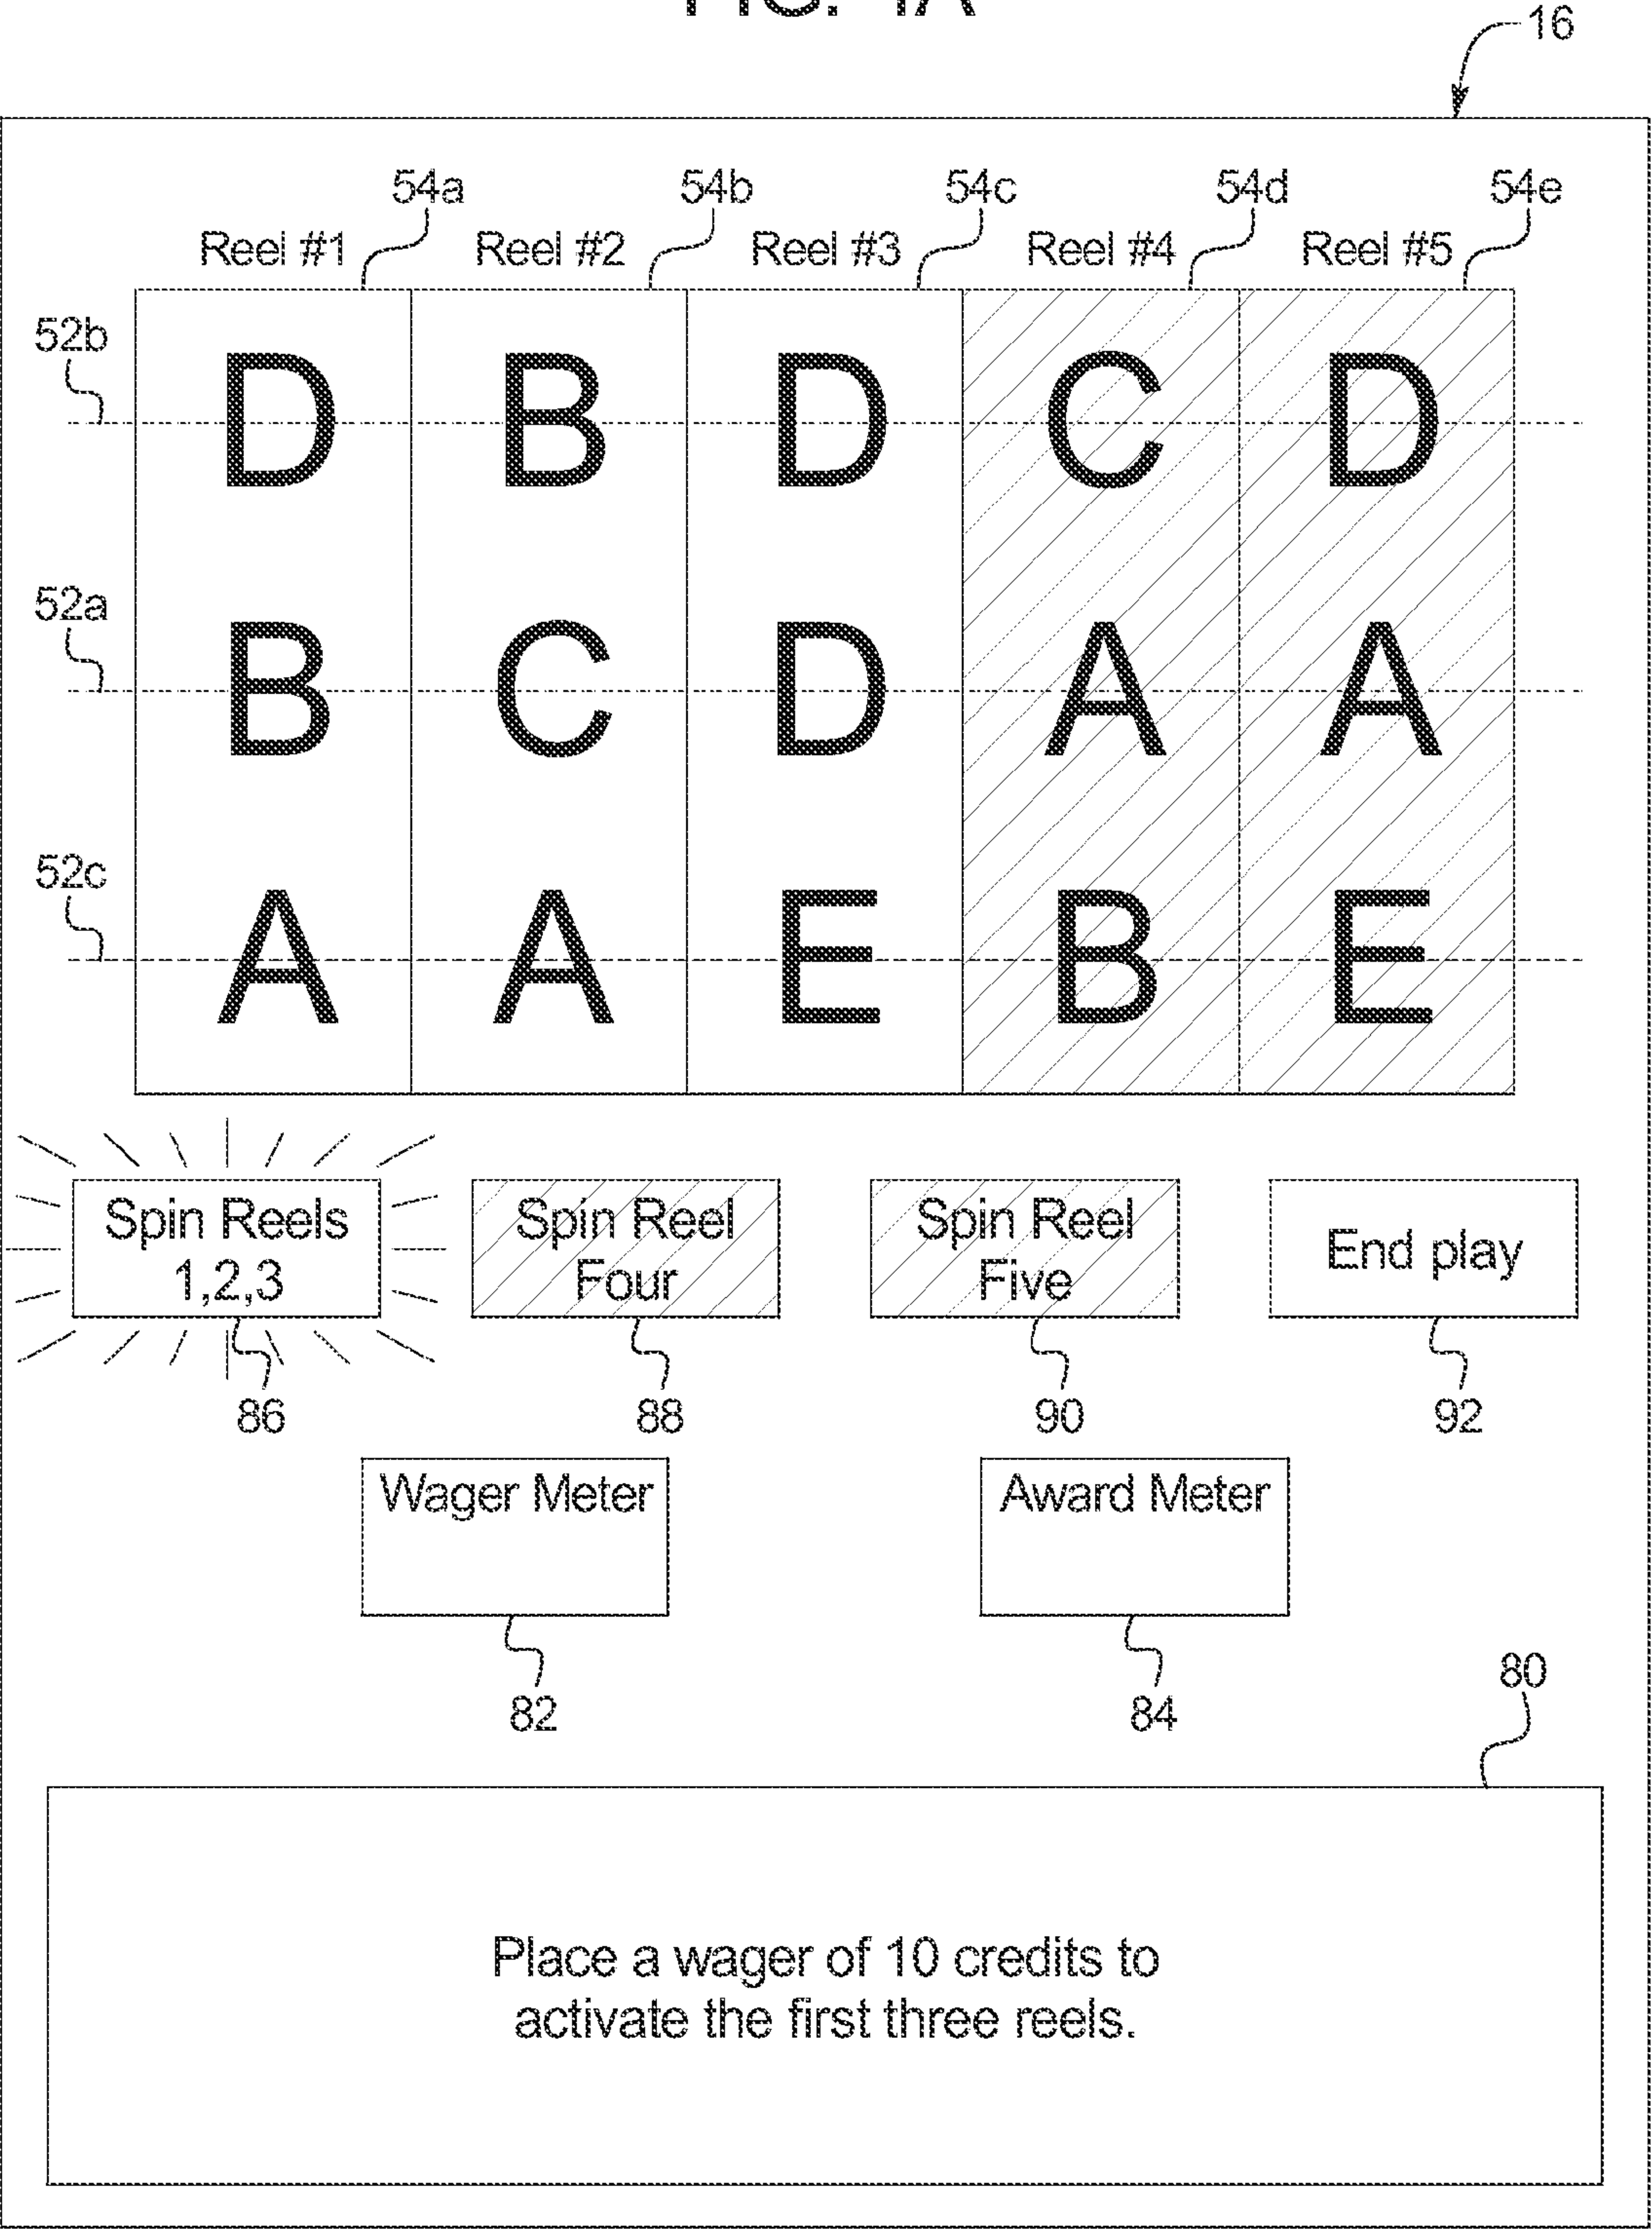 FIG. 4A
16
54a 54b 54c 54d 54e
Reel #1 Reel #2 Reel #3 Reel #4 Reel #5
52b
D B D C D
52a
B C D A A
52c
A A E B E
Spin Reels
1,2,3
Spin Reel
Four
Spin Reel
Five
End play
86 88 90 92
Wager Meter
Award Meter
82 84
80
Place a wager of 10 credits to
activate the first three reels.